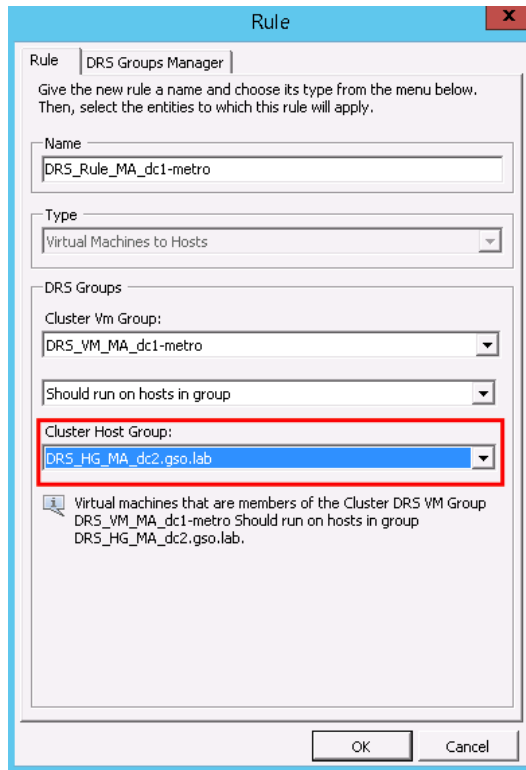 Rule
x
Rule
DRS Groups Manager
Give the new rule a name and choose its type from the menu below.
Then, select the entities to which this rule will apply.
Name
DRS_Rule_MA_dc1-metro
Type
Virtual Machines to Hosts
DRS Groups
Cluster Vm Group:
DRS_VM_MA_dc1-metro
Should run on hosts in group
Cluster Host Group:
DRS_HG_MA_dc2.gso.lab
Virtual machines that are members of the Cluster DRS VM Group
DRS_VM_MA_dc1-metro Should run on hosts in group
DRS_HG_MA_dc2.gso.lab.
OK
Cancel